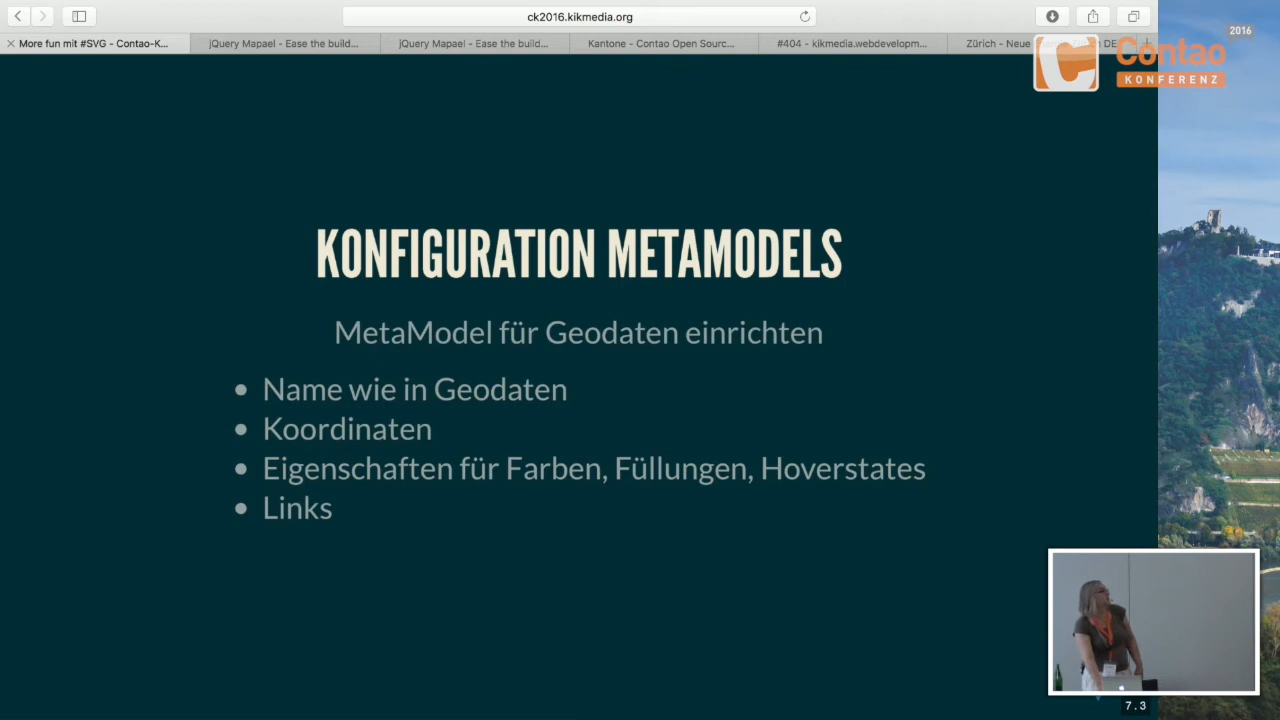 ck2016.kikmedia.org
More fun mit #SVG - Contao-K...
jQuery Mapael - Ease the build...
jQuery Mapael - Ease the build...
Kantone - Contao Open Sourc...
#404 - kikmedia.webdevelopm...
Zürich - Neue
DE
2016
Contao
KONFERENZ
KONFIGURATION METAMODELS
MetaModel für Geodaten einrichten
Name wie in Geodaten
Koordinaten
Eigenschaften für Farben, Füllungen, Hoverstates
Links
7.3